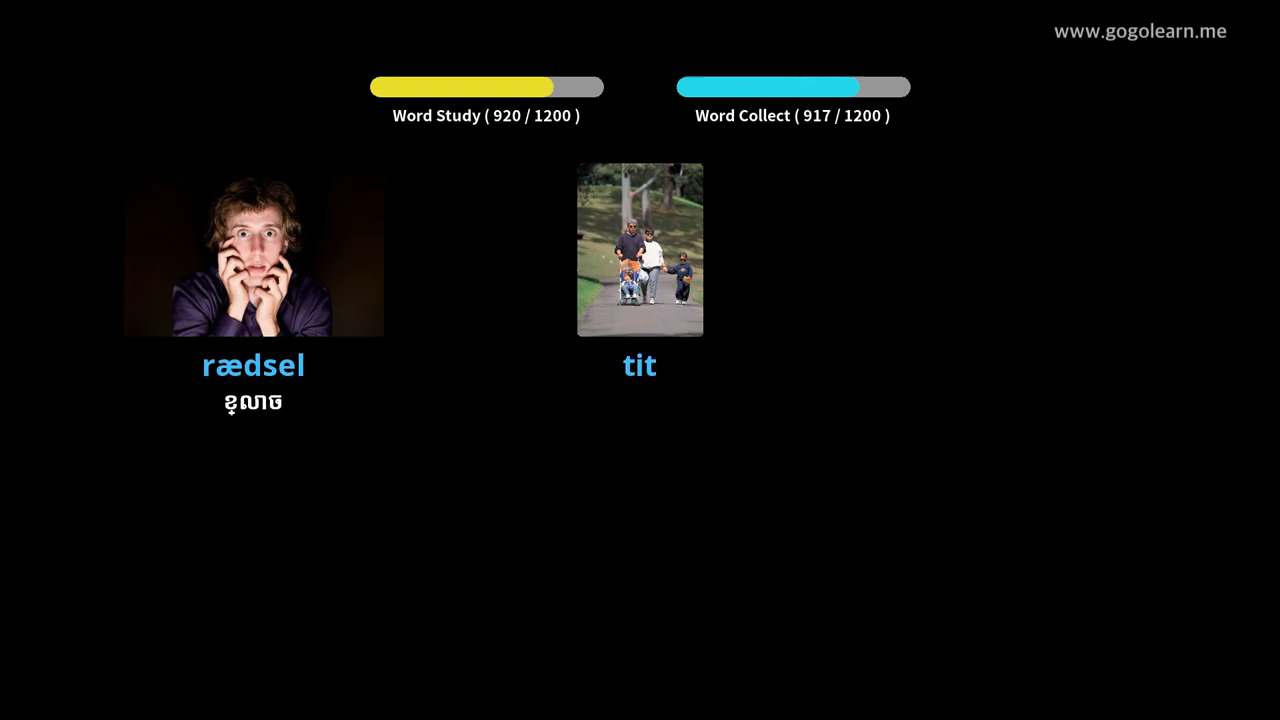 www.gogolearn.me
Word Study ( 920 / 1200 )
Word Collect ( 917 / 1200 )
rædsel
tit
ខ្លាច